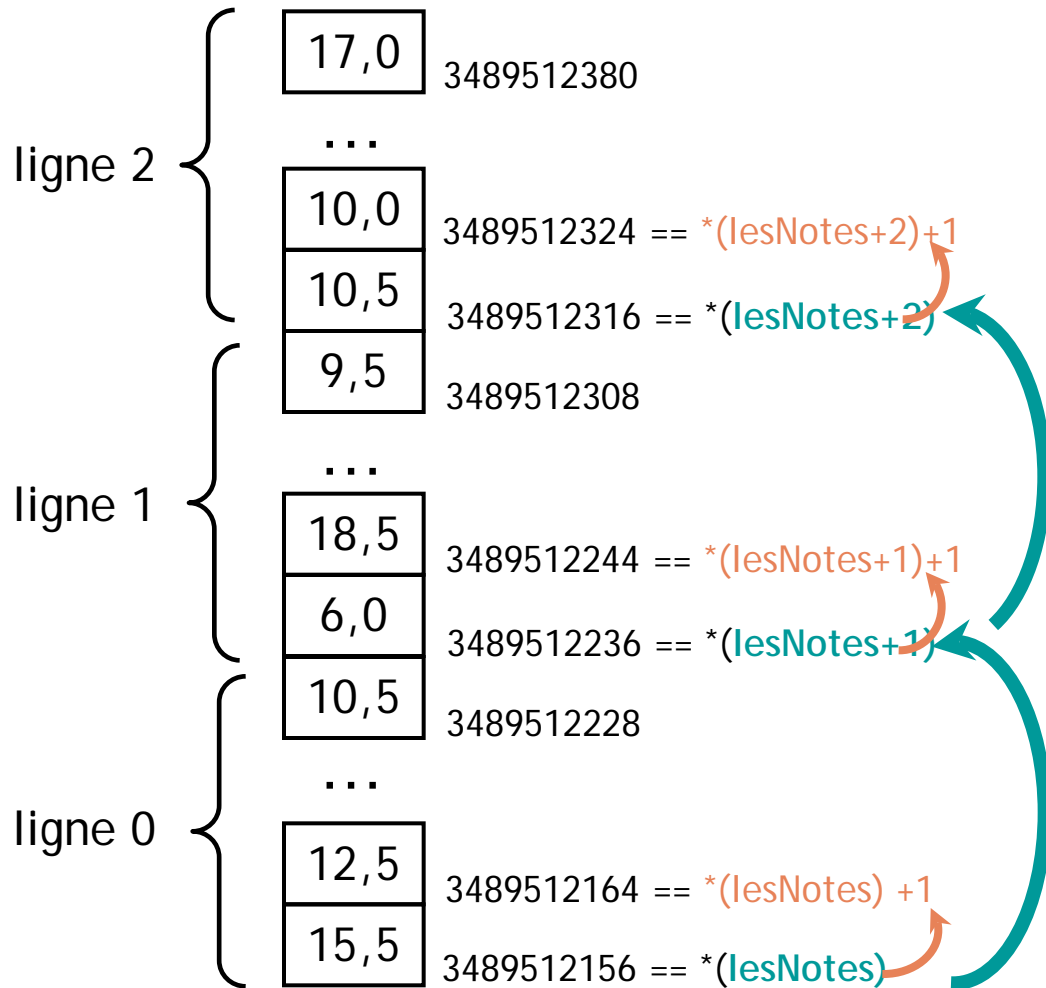 17,0
3489512380
...
ligne 2
10,0
3489512324 == *(lesNotes+2)+1
10,5
3489512316 == *(lesNotes+2)
9,5
3489512308
...
ligne 1
18,5
3489512244 == *(lesNotes+1)+1
6,0
3489512236 == *(lesNotes+1)
10,5
3489512228
...
ligne 0
12,5
3489512164 == *(lesNotes) +1
15,5
3489512156 == *(lesNotes)